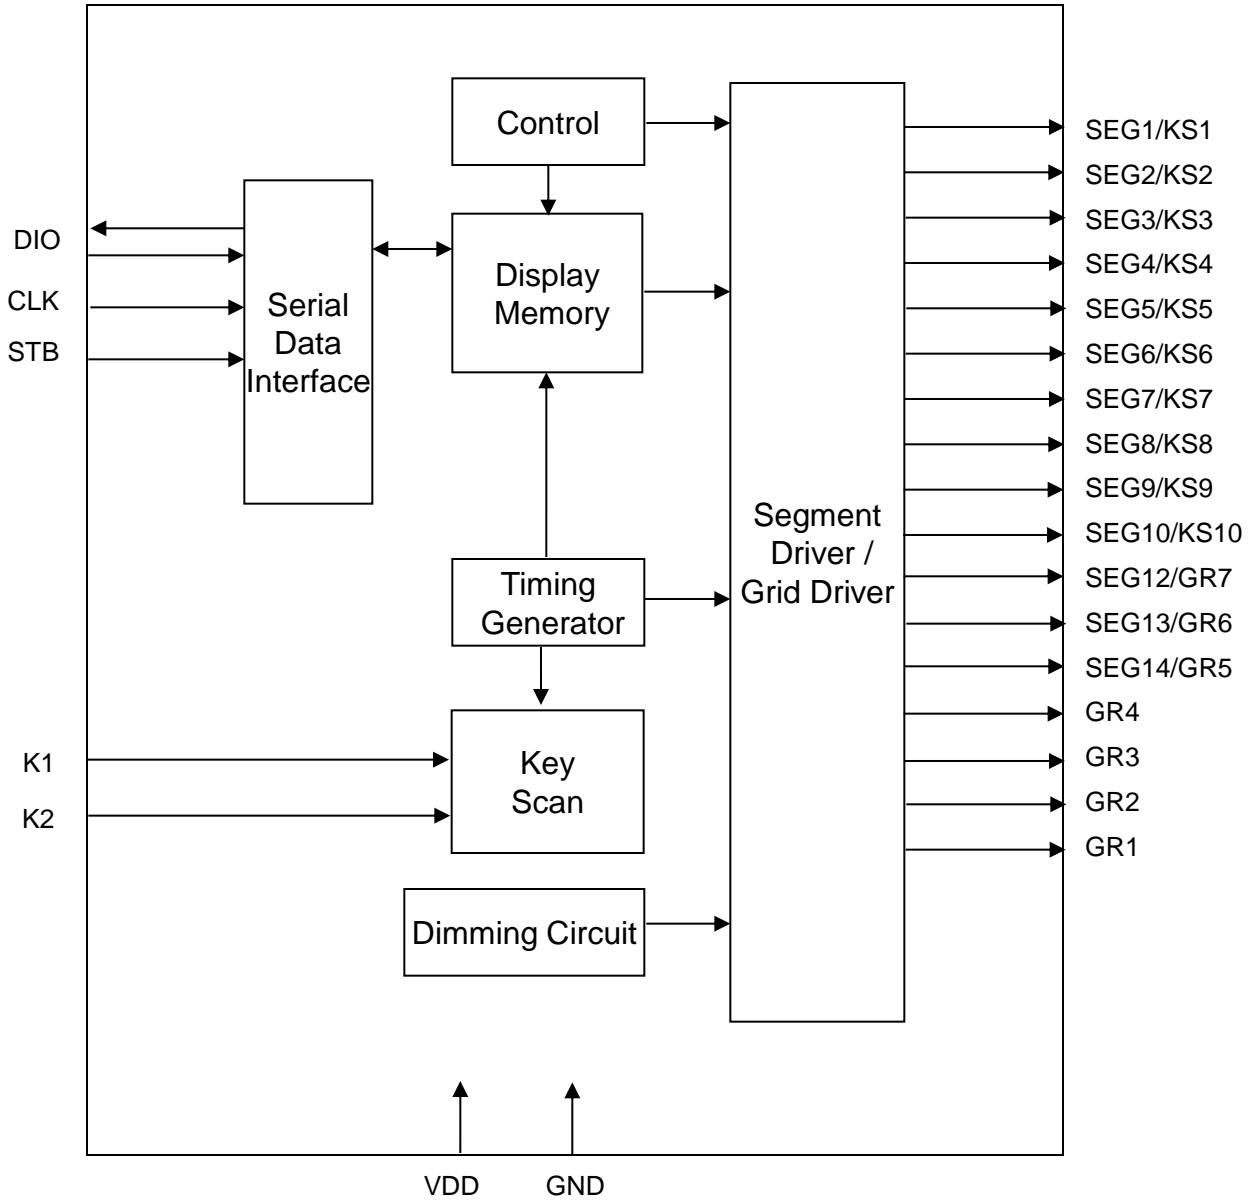 DIO
CLK
STB
K1
K2
Serial
Data
Interface
Control
Display
Memory
Timing
Generator
Key
Scan
Dimming Circuit
Segment
Driver /
Grid Driver
SEG1/KS1
SEG2/KS2
SEG3/KS3
SEG4/KS4
SEG5/KS5
SEG6/KS6
SEG7/KS7
SEG8/KS8
SEG9/KS9
SEG10/KS10
SEG12/GR7
SEG13/GR6
SEG14/GR5
GR4
GR3
GR2
GR1
VDD
GND